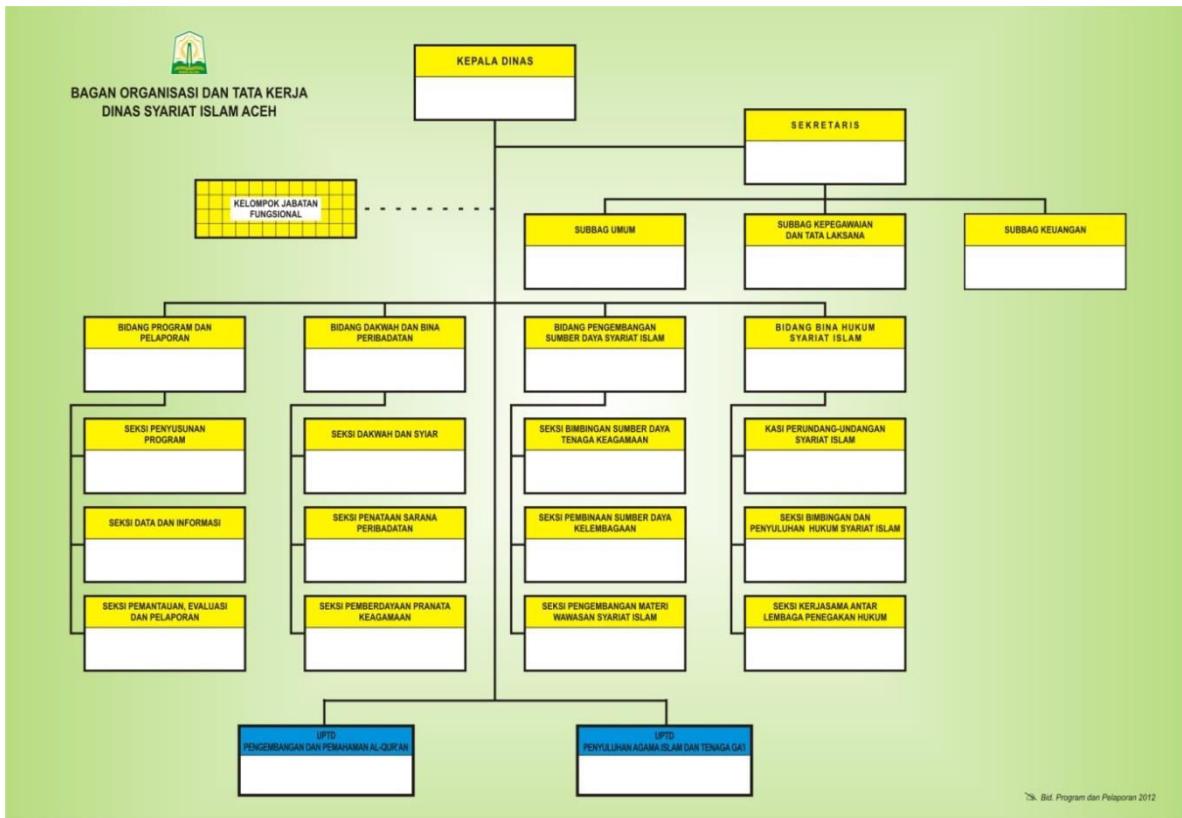 BAGAN ORGANISASI DAN TATA KERJA
DINAS SYARIAT ISLAM ACEH
KEPALA DINAS
SEKRETARIS
KELOMPOK JABATAN
FUNGSIONAL
SUBBAG UMUM
SUBBAG KEPEGAWAIAN
DAN TATA LAKSANA
SUBBAG KEUANGAN
BIDANG PROGRAM DAN
PELAPORAN
BIDANG DAKWAH DAN BINA
PERIBADATAN
BIDANG PENGEMBANGAN
SUMBER DAYA SYARIAT ISLAM
BIDANG BINA HUKUM
SYARIAT ISLAM
SEKSI PENYUSUNAN
PROGRAM
SEKSI DAKWAH DAN SYIAR
SEKSI BIMBINGAN SUMBER DAYA
TENAGA KEAGAMAAN
KASI PERUNDANG-UNDANGAN
SYARIAT ISLAM
SEKSI DATA DAN INFORMASI
SEKSI PENATAAN SARANA
PERIBADATAN
SEKSI PEMBINAAN SUMBER DAYA
KELEMBAGAAN
SEKSI BIMBINGAN DAN
PENYULUHAN HUKUM SYARIAT ISLAM
SEKSI PEMANTAUAN, EVALUASI
DAN PELAPORAN
SEKSI PEMBERDAYAAN PRANATA
KEAGAMAAN
SEKSI PENGEMBANGAN MATERI
WAWASAN SYARIAT ISLAM
SEKSI KERJASAMA ANTAR
LEMBAGA PENEGAKAN HUKUM
UPTD
PENGEMBANGAN DAN PEMAHAMAN AL-QUR'AN
UPTD
PENYULUHAN AGAMA ISLAM DAN TENAGA
Bid. Program dan Pelaporan 2012